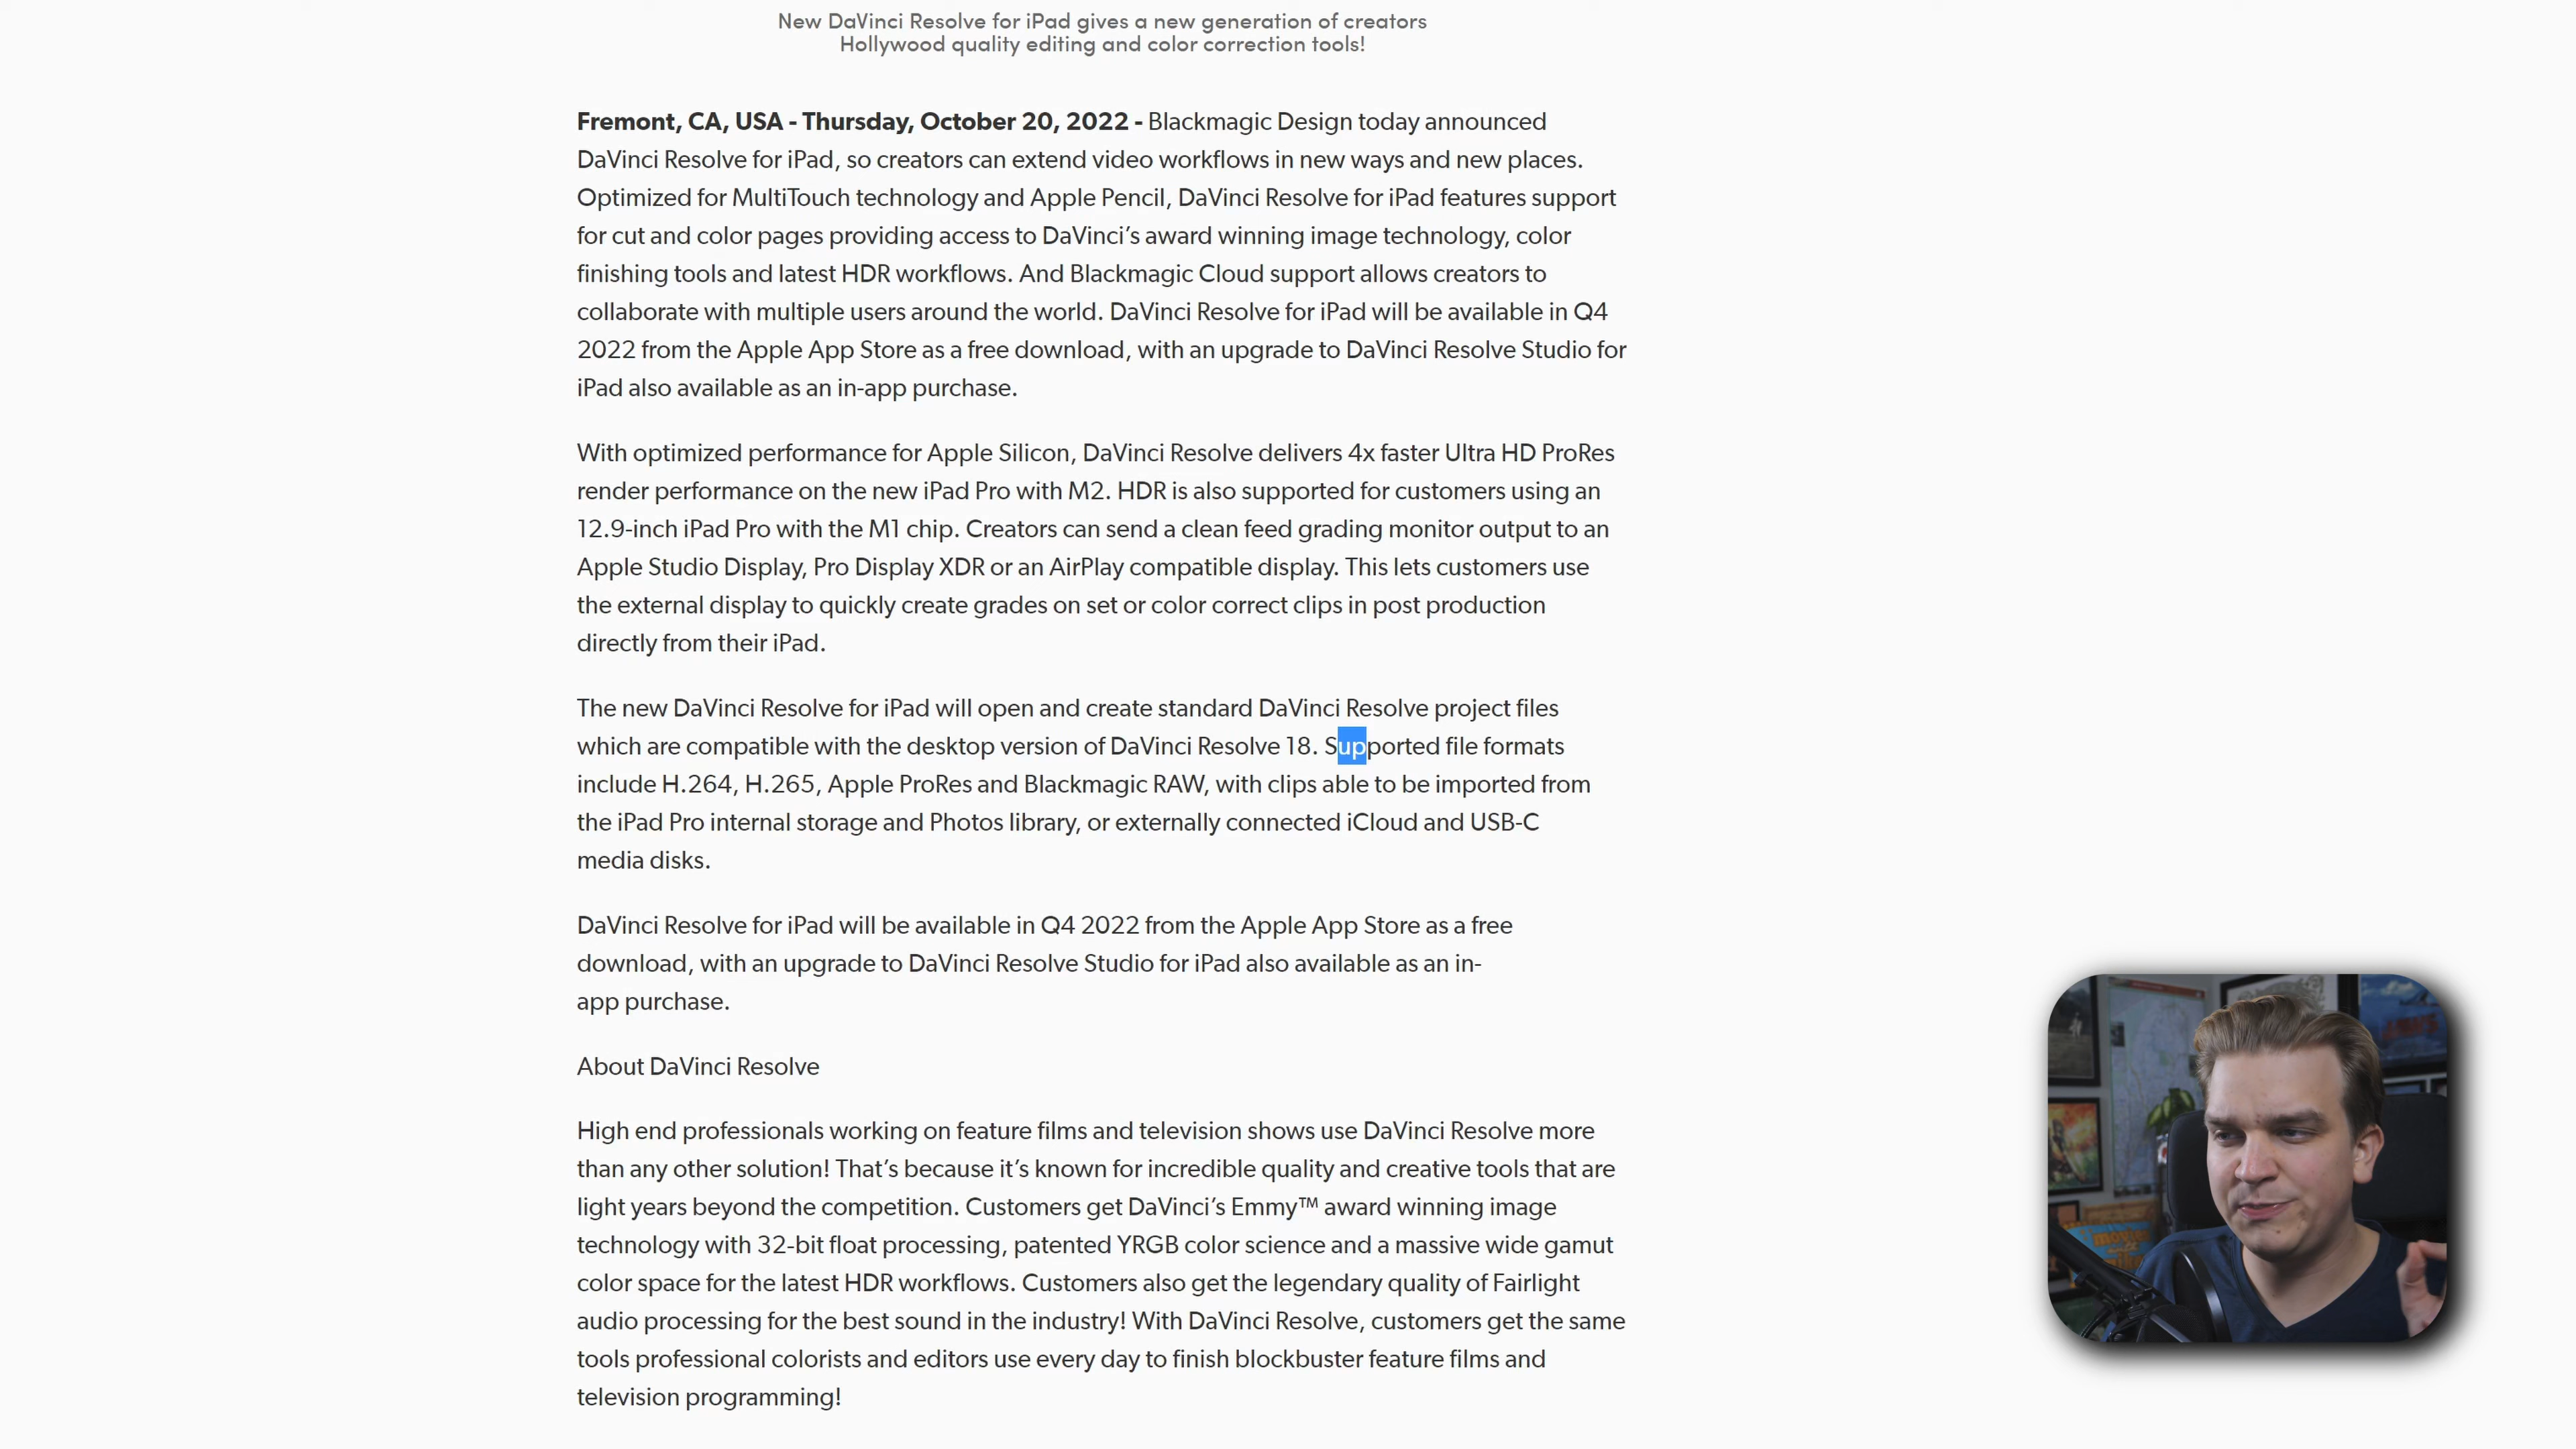 New DaVinci Resolve for iPad gives a new generation of creators
Hollywood quality editing and color correction tools!
Fremont, CA, USA - Thursday, October 20, 2022 - Blackmagic Design today announced
DaVinci Resolve for iPad, so creators can extend video workflows in new ways and new places.
Optimized for MultiTouch technology and Apple Pencil, DaVinci Resolve for iPad features support
for cut and color pages providing access to DaVinci’s award winning image technology, color
finishing tools and latest HDR workflows. And Blackmagic Cloud support allows creators to
collaborate with multiple users around the world. DaVinci Resolve for iPad will be available in Q4
2022 from the Apple App Store as a free download, with an upgrade to DaVinci Resolve Studio for
iPad also available as an in-app purchase.
With optimized performance for Apple Silicon, DaVinci Resolve delivers 4x faster Ultra HD ProRes
render performance on the new iPad Pro with M2. HDR is also supported for customers using an
12.9-inch iPad Pro with the M1 chip. Creators can send a clean feed grading monitor output to an
Apple Studio Display, Pro Display XDR or an AirPlay compatible display. This lets customers use
the external display to quickly create grades on set or color correct clips in post production
directly from their iPad.
The new DaVinci Resolve for iPad will open and create standard DaVinci Resolve project files
which are compatible with the desktop version of DaVinci Resolve 18. Supported file formats
include H.264, H.265, Apple ProRes and Blackmagic RAW, with clips able to be imported from
the iPad Pro internal storage and Photos library, or externally connected iCloud and USB-C
media disks.
DaVinci Resolve for iPad will be available in Q4 2022 from the Apple App Store as a free
download, with an upgrade to DaVinci Resolve Studio for iPad also available as an in-
app purchase.
About DaVinci Resolve
High end professionals working on feature films and television shows use DaVinci Resolve more
than any other solution! That’s because it’s known for incredible quality and creative tools that are
light years beyond the competition. Customers get DaVinci’s Emmy™ award winning image
technology with 32-bit float processing, patented YRGB color science and a massive wide gamut
color space for the latest HDR workflows. Customers also get the legendary quality of Fairlight
audio processing for the best sound in the industry! With DaVinci Resolve, customers get the same
tools professional colorists and editors use every day to finish blockbuster feature films and
television programming!
movies